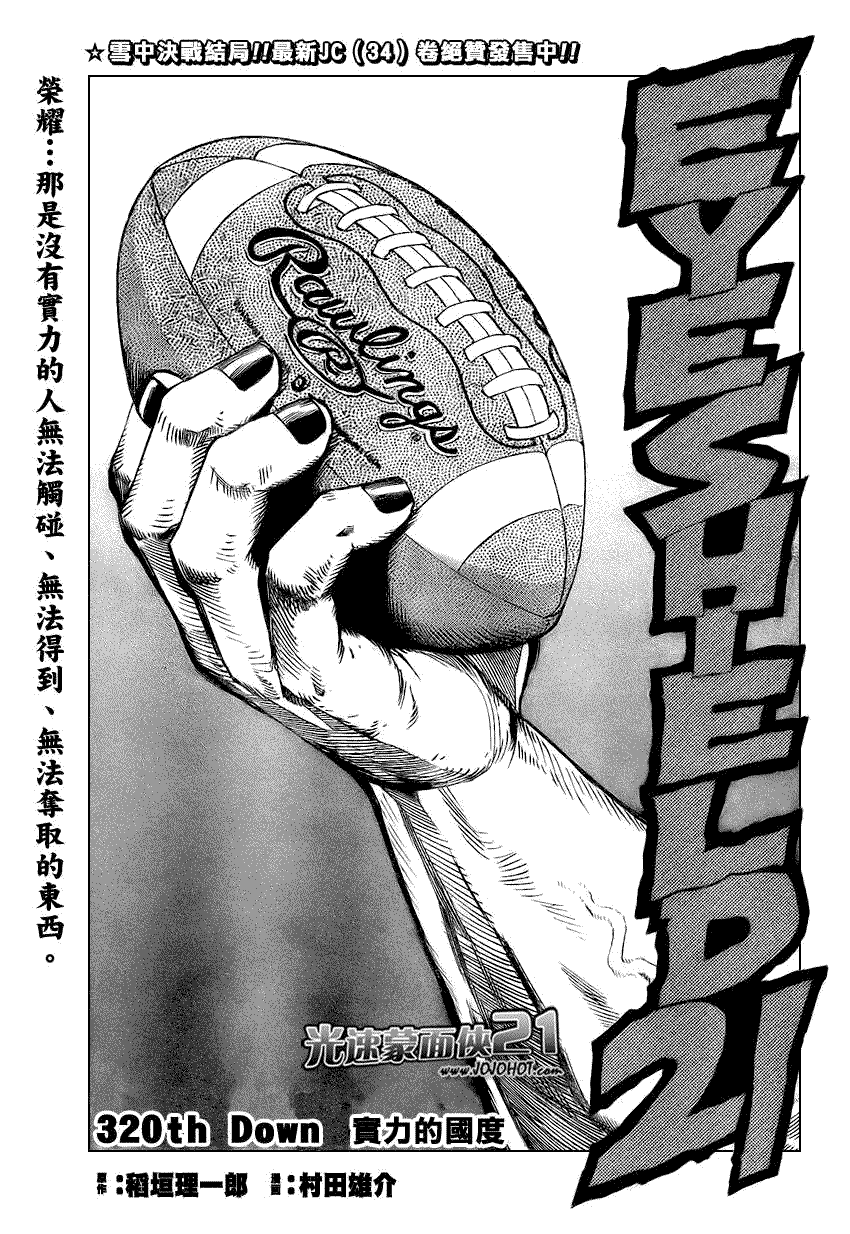 ☆雪中決戰結局!!最新JC（34）卷絕贊發售中!!
EYESHIELD 21
榮耀…那是沒有實力的人無法觸碰、無法得到、無法奪取的東西。
Rawlings
R
光速蒙面俠21
www.JOJOHOT.com
320th Down 實力的國度
原作:稻垣理一郎 漫画:村田雄介